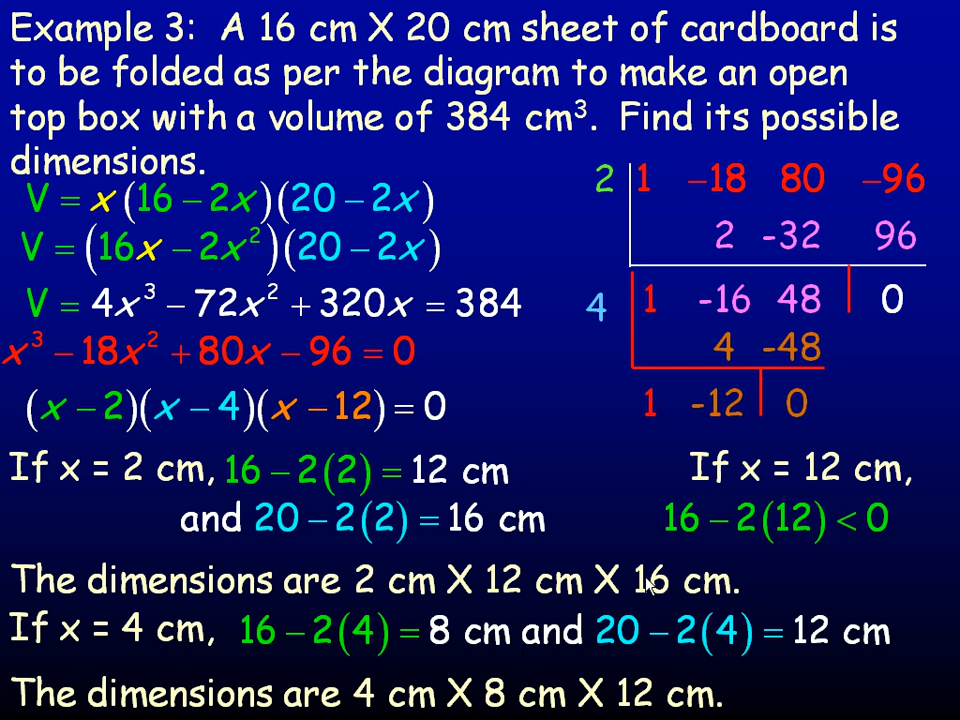 Example 3:  A 16 cm X 20 cm sheet of cardboard is
to be folded as per the diagram to make an open
top box with a volume of 384 cm³.  Find its possible
dimensions.
V = x(16 − 2x)(20 − 2x)
V = (16x − 2x²)(20 − 2x)
V = 4x³ − 72x² + 320x = 384
x³ − 18x² + 80x − 96 = 0
(x − 2)(x − 4)(x − 12) = 0
2 1 −18 80 −96
2 -32 96
4 1 -16 48 0
4 -48
1 -12 0
If x = 2 cm, 16 − 2(2) = 12 cm
and 20 − 2(2) = 16 cm
If x = 12 cm,
16 − 2(12) < 0
The dimensions are 2 cm X 12 cm X 16 cm.
If x = 4 cm, 16 − 2(4) = 8 cm and 20 − 2(4) = 12 cm
The dimensions are 4 cm X 8 cm X 12 cm.